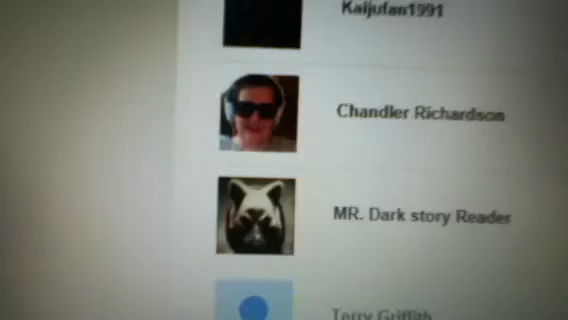 Kaijufan1991
Chandler Richardson
MR. Dark story Reader
Terry Griffith